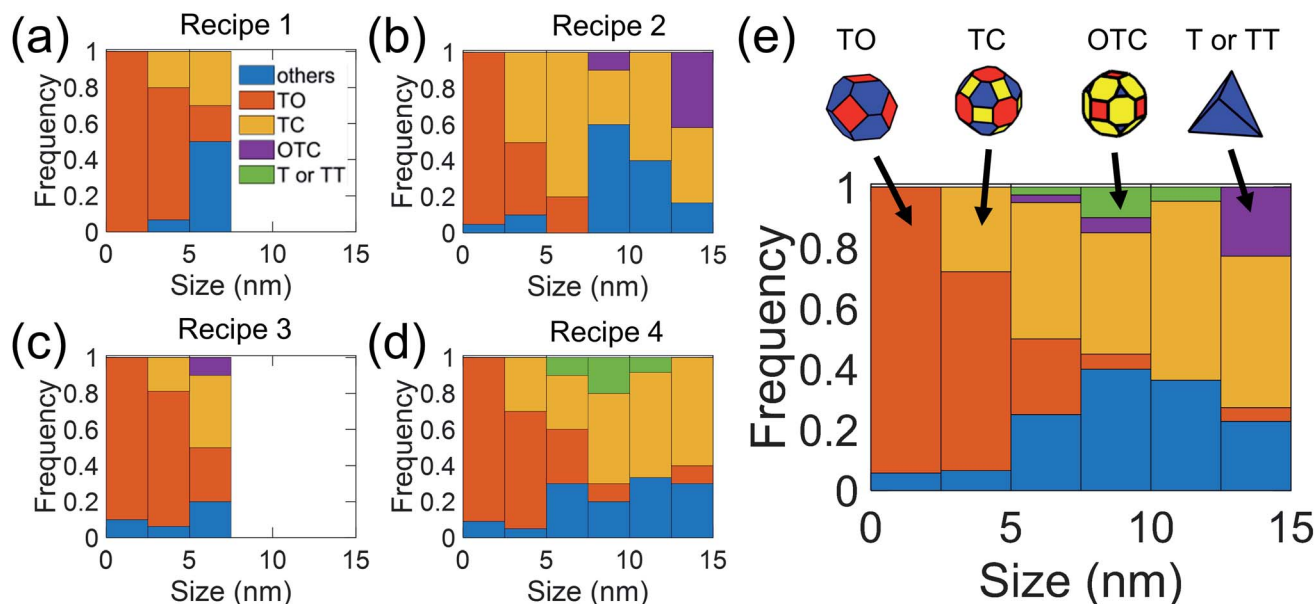 (a)
Recipe 1
Frequency
1
0.8
0.6
0.4
0.2
0
0 5 10 15
Size (nm)
others
TO
TC
OTC
T or TT
(b)
Recipe 2
Frequency
1
0.8
0.6
0.4
0.2
0
0 5 10 15
Size (nm)
(c)
Recipe 3
Frequency
1
0.8
0.6
0.4
0.2
0
0 5 10 15
Size (nm)
(d)
Recipe 4
Frequency
1
0.8
0.6
0.4
0.2
0
0 5 10 15
Size (nm)
(e)
TO TC OTC T or TT
Frequency
1
0.8
0.6
0.4
0.2
0
0 5 10 15
Size (nm)